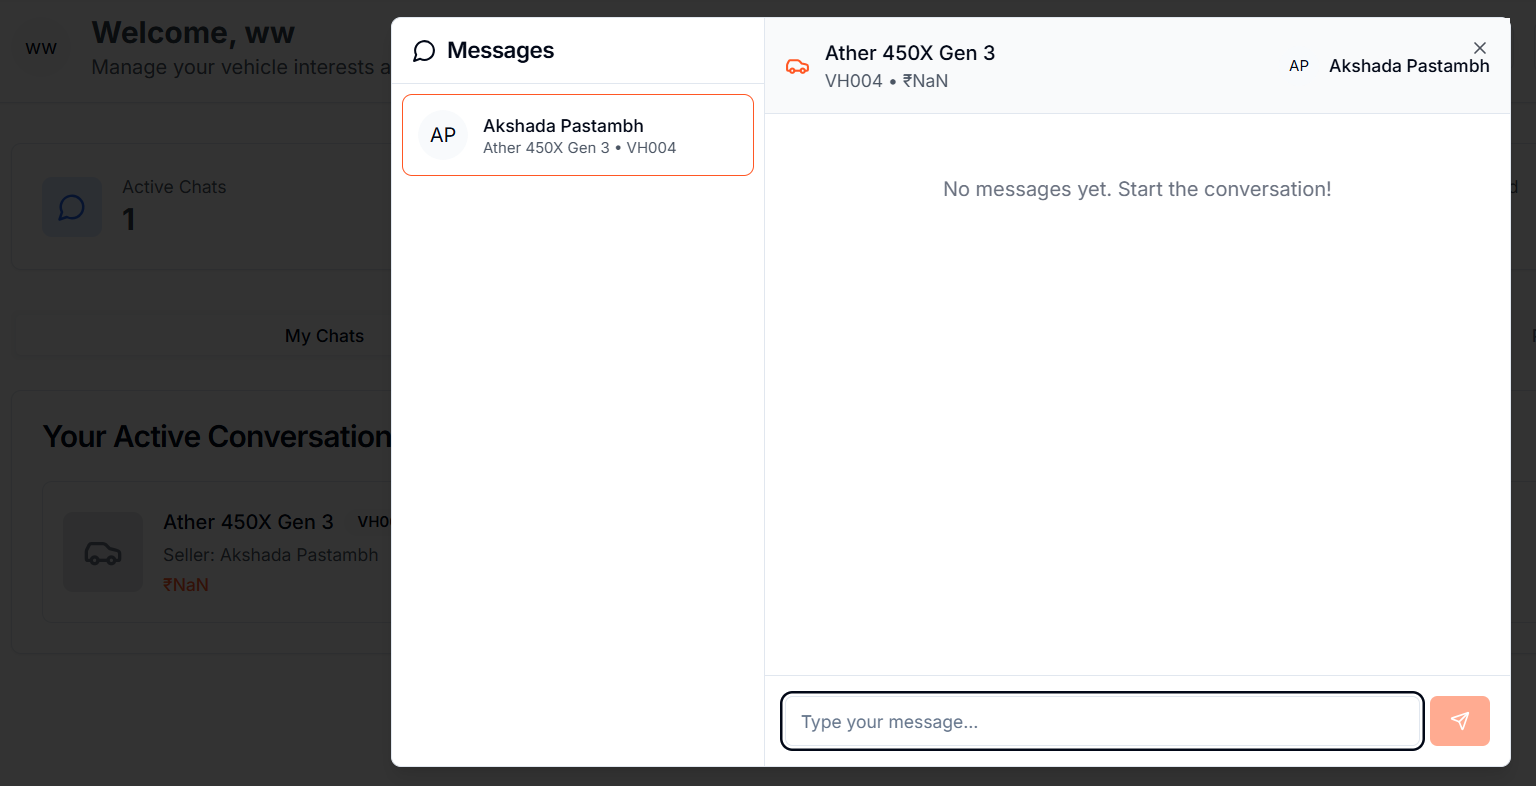 WW
Welcome, ww
Manage your vehicle interests a
Active Chats
1
My Chats
Your Active Conversation
Ather 450X Gen 3
VH00
Seller: Akshada Pastambh
₹NaN
Messages
AP
Akshada Pastambh
Ather 450X Gen 3 • VH004
Ather 450X Gen 3
VH004 • ₹NaN
AP
Akshada Pastambh
No messages yet. Start the conversation!
Type your message...
d